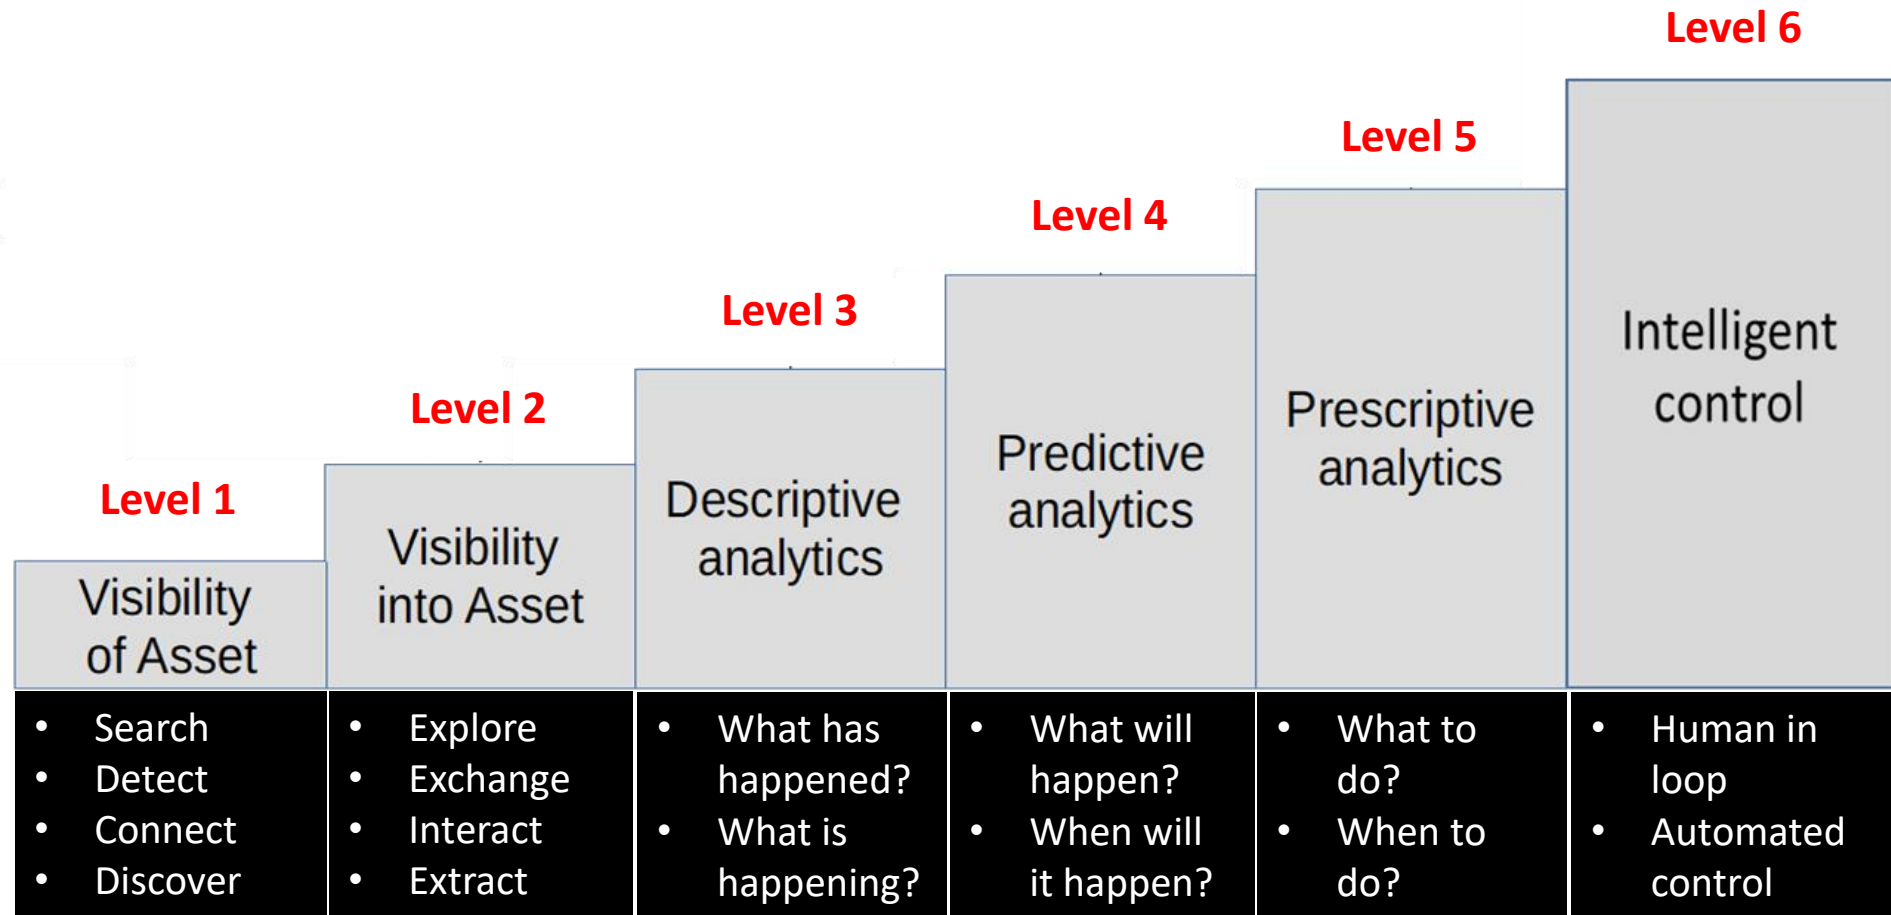 Level 1
Visibility
of Asset
• Search
• Detect
• Connect
• Discover
Level 2
Visibility
into Asset
• Explore
• Exchange
• Interact
• Extract
Level 3
Descriptive
analytics
• What has
happened?
• What is
happening?
Level 4
Predictive
analytics
• What will
happen?
• When will
it happen?
Level 5
Prescriptive
analytics
• What to
do?
• When to
do?
Level 6
Intelligent
control
• Human in
loop
• Automated
control